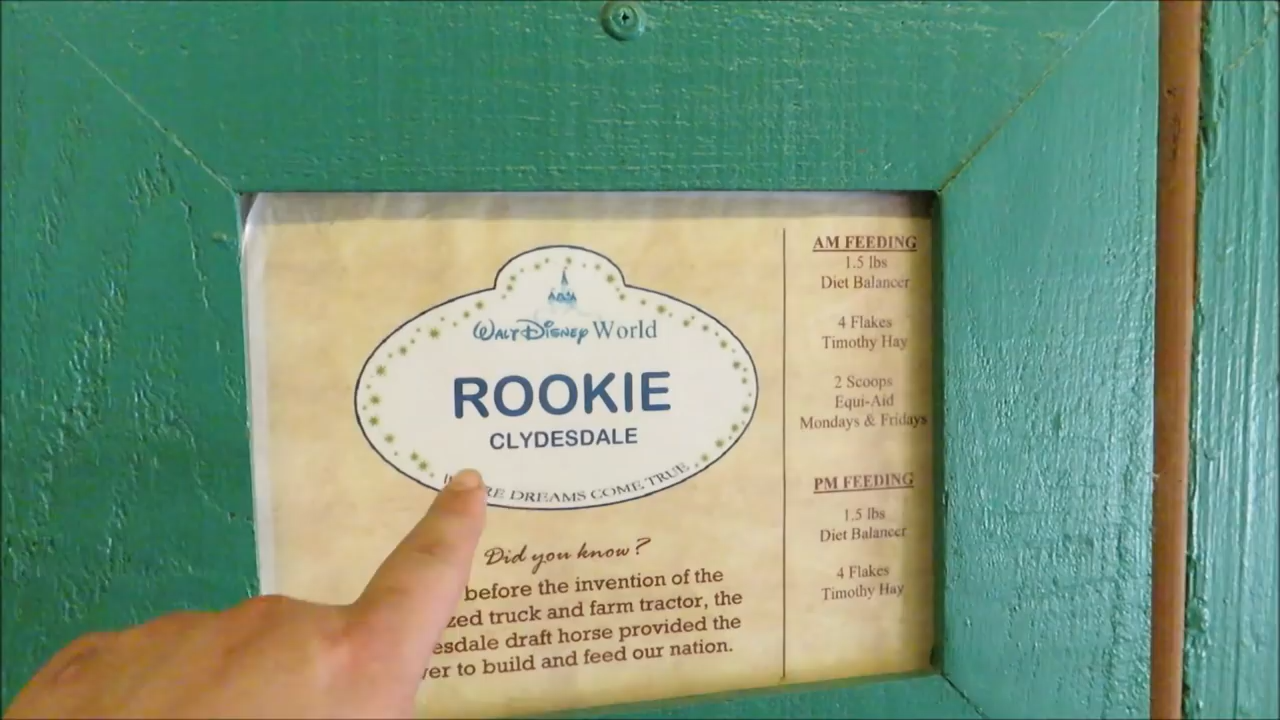 WALT DISNEY World
ROOKIE
CLYDESDALE
DREAMS COME TRUE
Did you know?
before the invention of the
truck and farm tractor, the
draft horse provided the
to build and feed our nation.
AM FEEDING
1.5 lbs
Diet Balancer
4 Flakes
Timothy Hay
2 Scoops
Equi-Aid
Mondays & Fridays
PM FEEDING
1.5 lbs
Diet Balancer
4 Flakes
Timothy Hay